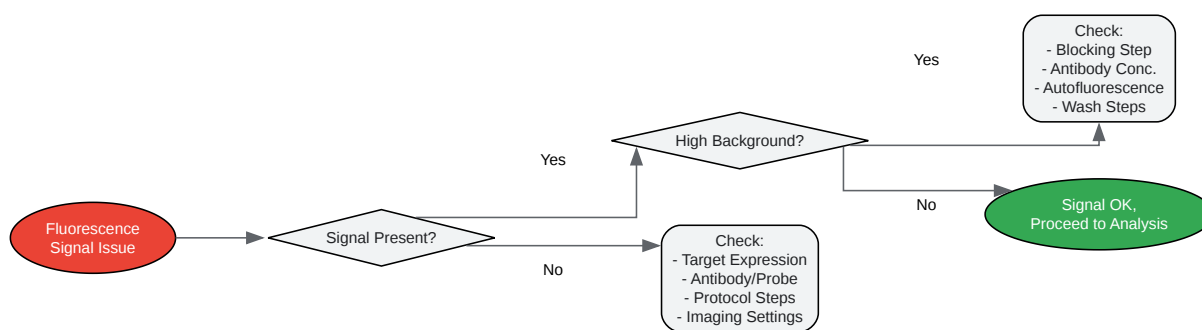 Fluorescence
Signal Issue
Signal Present?
Yes
No
High Background?
Yes
No
Check:
- Target Expression
- Antibody/Probe
- Protocol Steps
- Imaging Settings
Check:
- Blocking Step
- Antibody Conc.
- Autofluorescence
- Wash Steps
Signal OK,
Proceed to Analysis